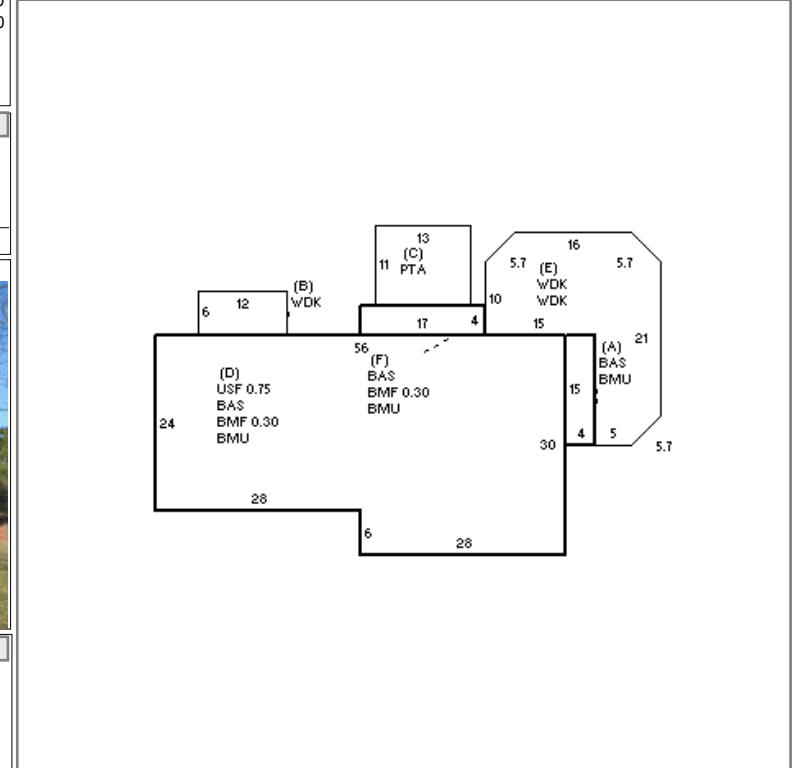 0
13
(C)
PTA
11
16
5.7
5.7
(E)
WDK
WDK
10
15
(B)
WDK
12
6
17
4
21
(A)
BAS
BMU
56
(F)
BAS
BMF 0.30
BMU
(D)
USF 0.75
BAS
BMF 0.30
BMU
24
15
4
5
5.7
30
28
6
28